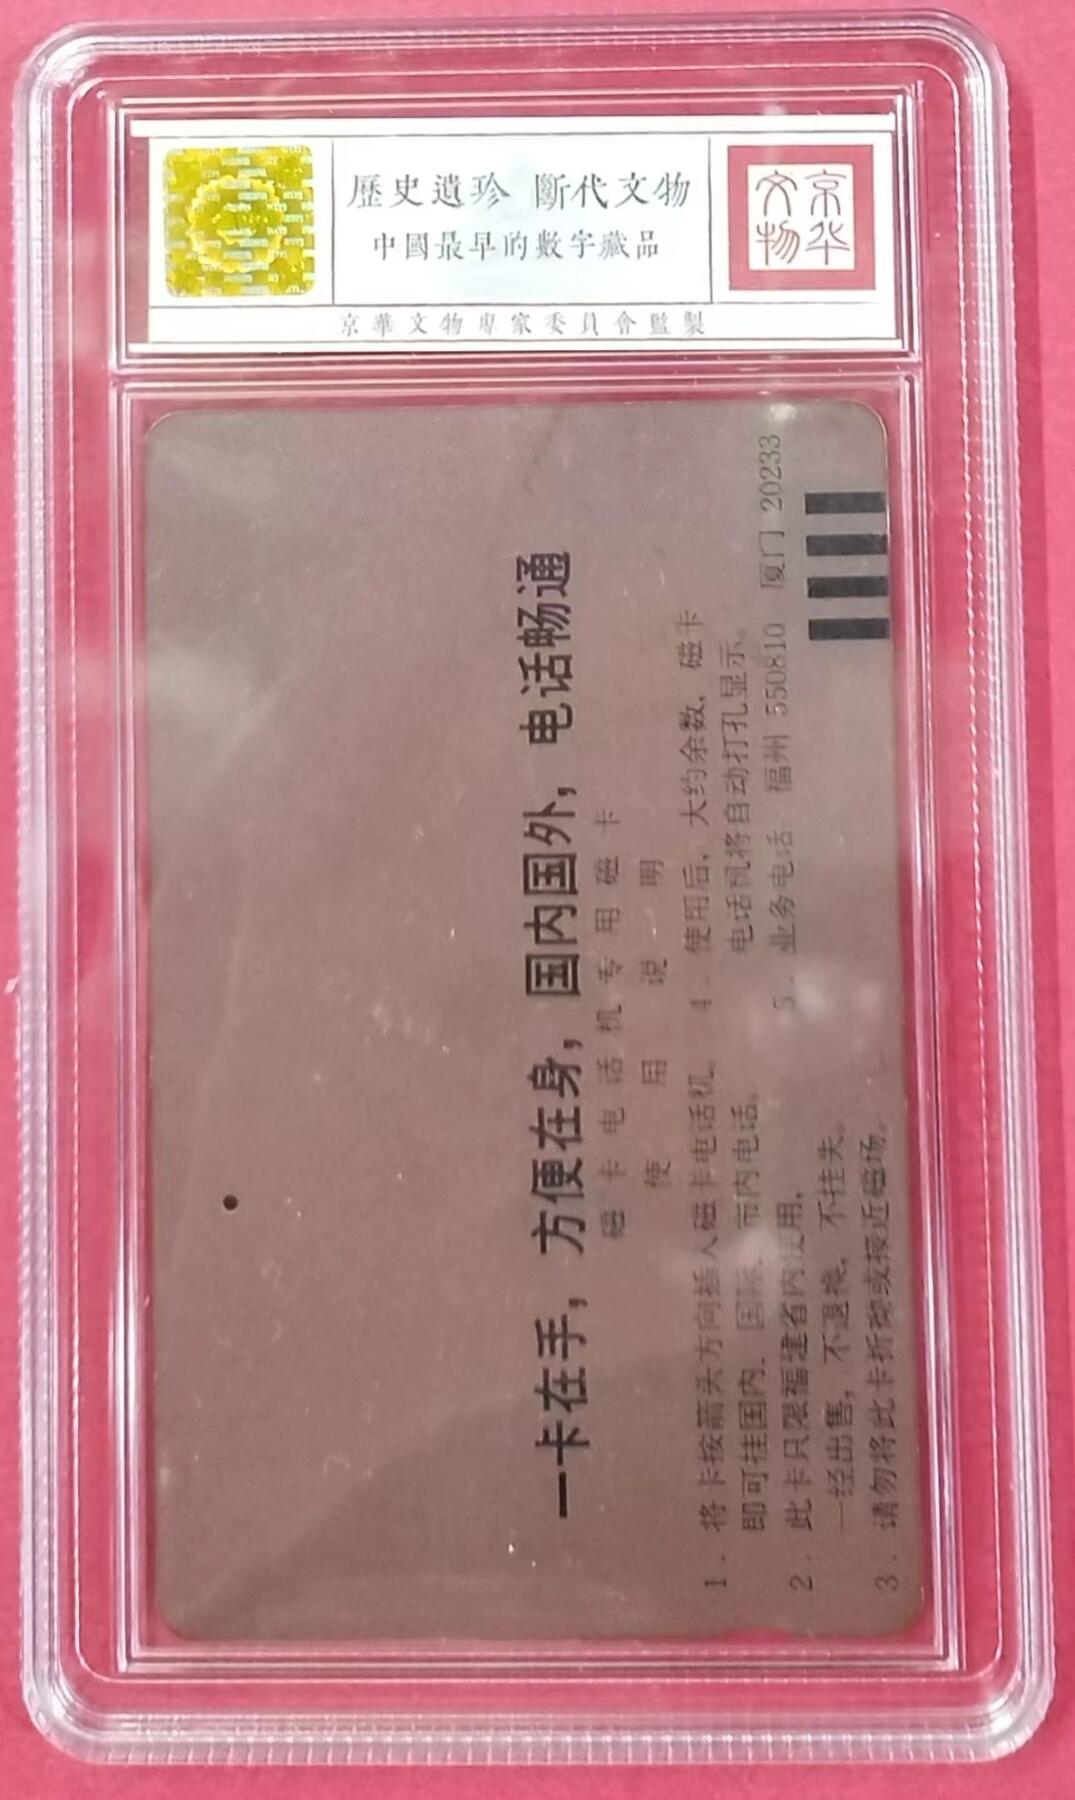 歷史遺珍 斷代文物
中國最早的數字藏品
京华
文物
京華文物專家委員會監製
一卡在手，方便在身，国内国外，电话畅通
磁卡电话机专用磁卡
使用说明
1．将卡按箭头方向插入磁卡电话机，
即可挂国内、国际、市内电话。
2．此卡只限福建省内使用，
一经出售，不退换，不挂失。
3．请勿将此卡折拗或接近磁场。
4．使用后，大约余数，磁卡
电话机将自动打孔显示。
5．业务电话：福州 550810 厦门 20233